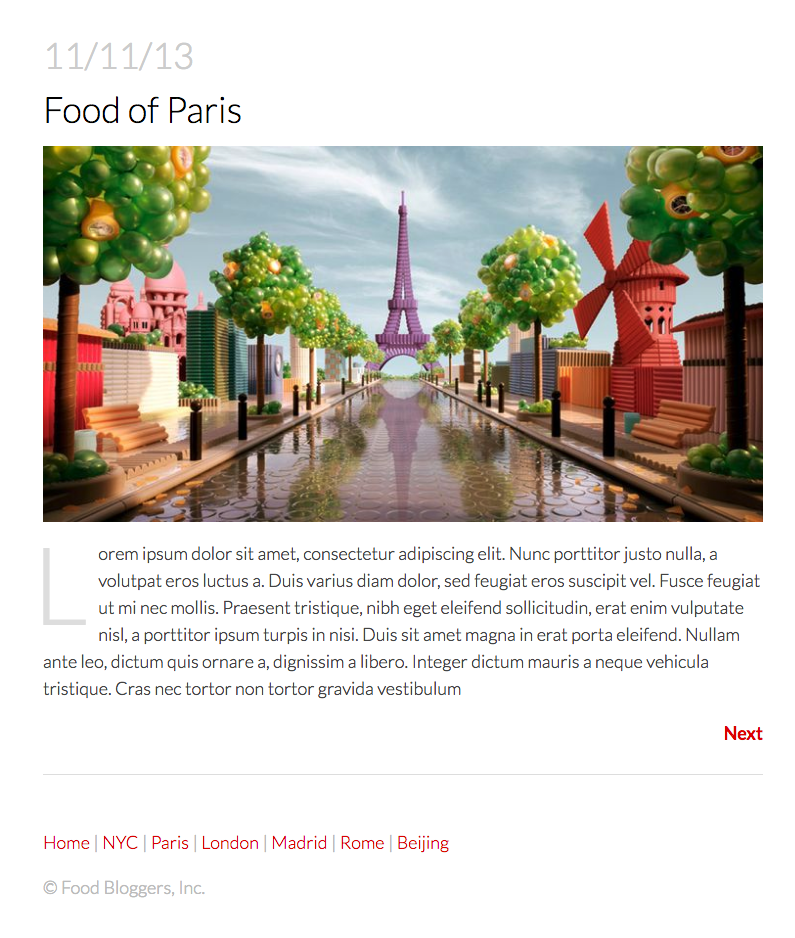 11/11/13
Food of Paris
Lorem ipsum dolor sit amet, consectetur adipiscing elit. Nunc porttitor justo nulla, a
volutpat eros luctus a. Duis varius diam dolor, sed feugiat eros suscipit vel. Fusce feugiat
ut mi nec mollis. Praesent tristique, nibh eget eleifend sollicitudin, erat enim vulputate
nisl, a porttitor ipsum turpis in nisi. Duis sit amet magna in erat porta eleifend. Nullam
ante leo, dictum quis ornare a, dignissim a libero. Integer dictum mauris a neque vehicula
tristique. Cras nec tortor non tortor gravida vestibulum
Next
Home | NYC | Paris | London | Madrid | Rome | Beijing
© Food Bloggers, Inc.